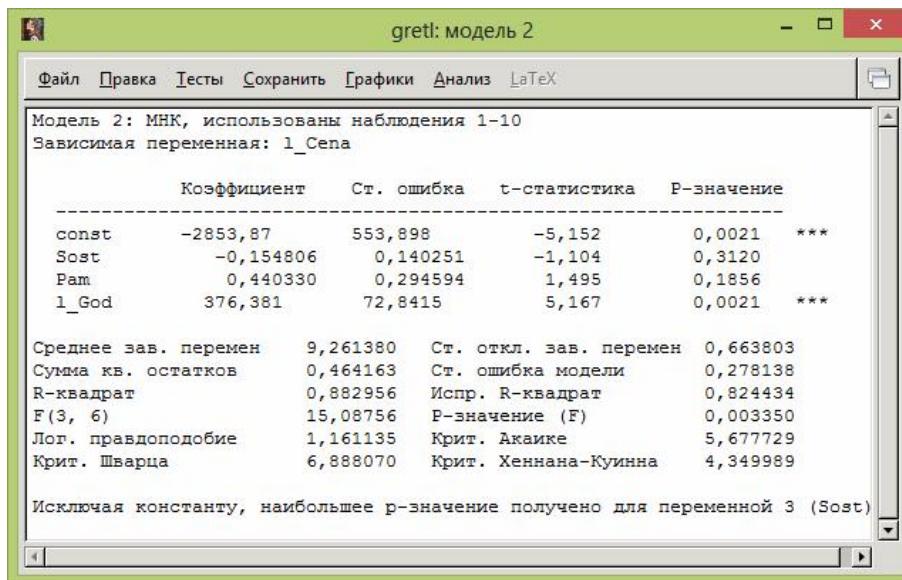 gretl: модель 2
Файл Правка Тесты Сохранить Графики Анализ LaTeX
Модель 2: МНК, использованы наблюдения 1-10
Зависимая переменная: l_Cena
Коэффициент Ст. ошибка t-статистика P-значение
const -2853,87 553,898 -5,152 0,0021 ***
Sost -0,154806 0,140251 -1,104 0,3120
Pam 0,440330 0,294594 1,495 0,1856
l_God 376,381 72,8415 5,167 0,0021 ***
Среднее зав. перемен 9,261380 Ст. откл. зав. перемен 0,663803
Сумма кв. остатков 0,464163 Ст. ошибка модели 0,278138
R-квадрат 0,882956 Испр. R-квадрат 0,824434
F(3, 6) 15,08756 P-значение (F) 0,003350
Лог. правдоподобие 1,161135 Крит. Акаике 5,677729
Крит. Шварца 6,888070 Крит. Хеннана-Куинна 4,349989
Исключая константу, наибольшее р-значение получено для переменной 3 (Sost)